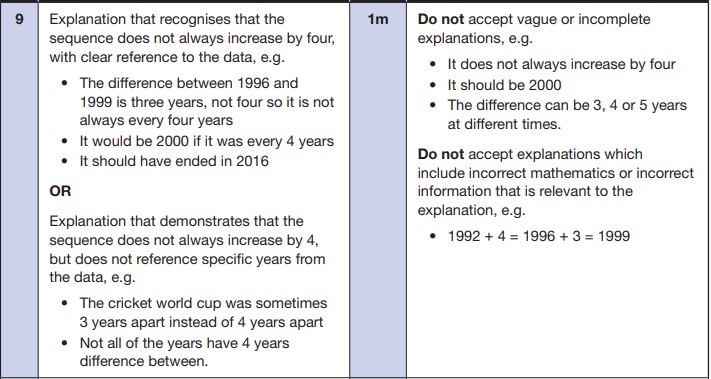 9
Explanation that recognises that the
sequence does not always increase by four,
with clear reference to the data, e.g.
• The difference between 1996 and
1999 is three years, not four so it is not
always every four years
• It would be 2000 if it was every 4 years
• It should have ended in 2016
OR
Explanation that demonstrates that the
sequence does not always increase by 4,
but does not reference specific years from
the data, e.g.
• The cricket world cup was sometimes
3 years apart instead of 4 years apart
• Not all of the years have 4 years
difference between.
1m
Do not accept vague or incomplete
explanations, e.g.
• It does not always increase by four
• It should be 2000
• The difference can be 3, 4 or 5 years
at different times.
Do not accept explanations which
include incorrect mathematics or incorrect
information that is relevant to the
explanation, e.g.
• 1992 + 4 = 1996 + 3 = 1999